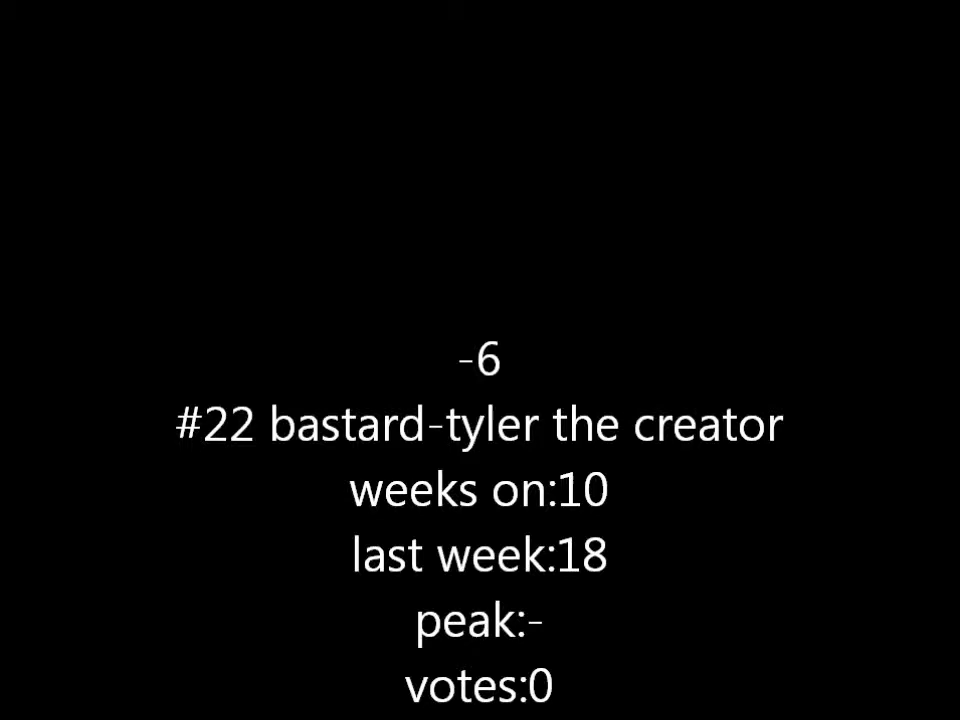 -6
#22 bastard-tyler the creator
weeks on:10
last week:18
peak:-
votes:0